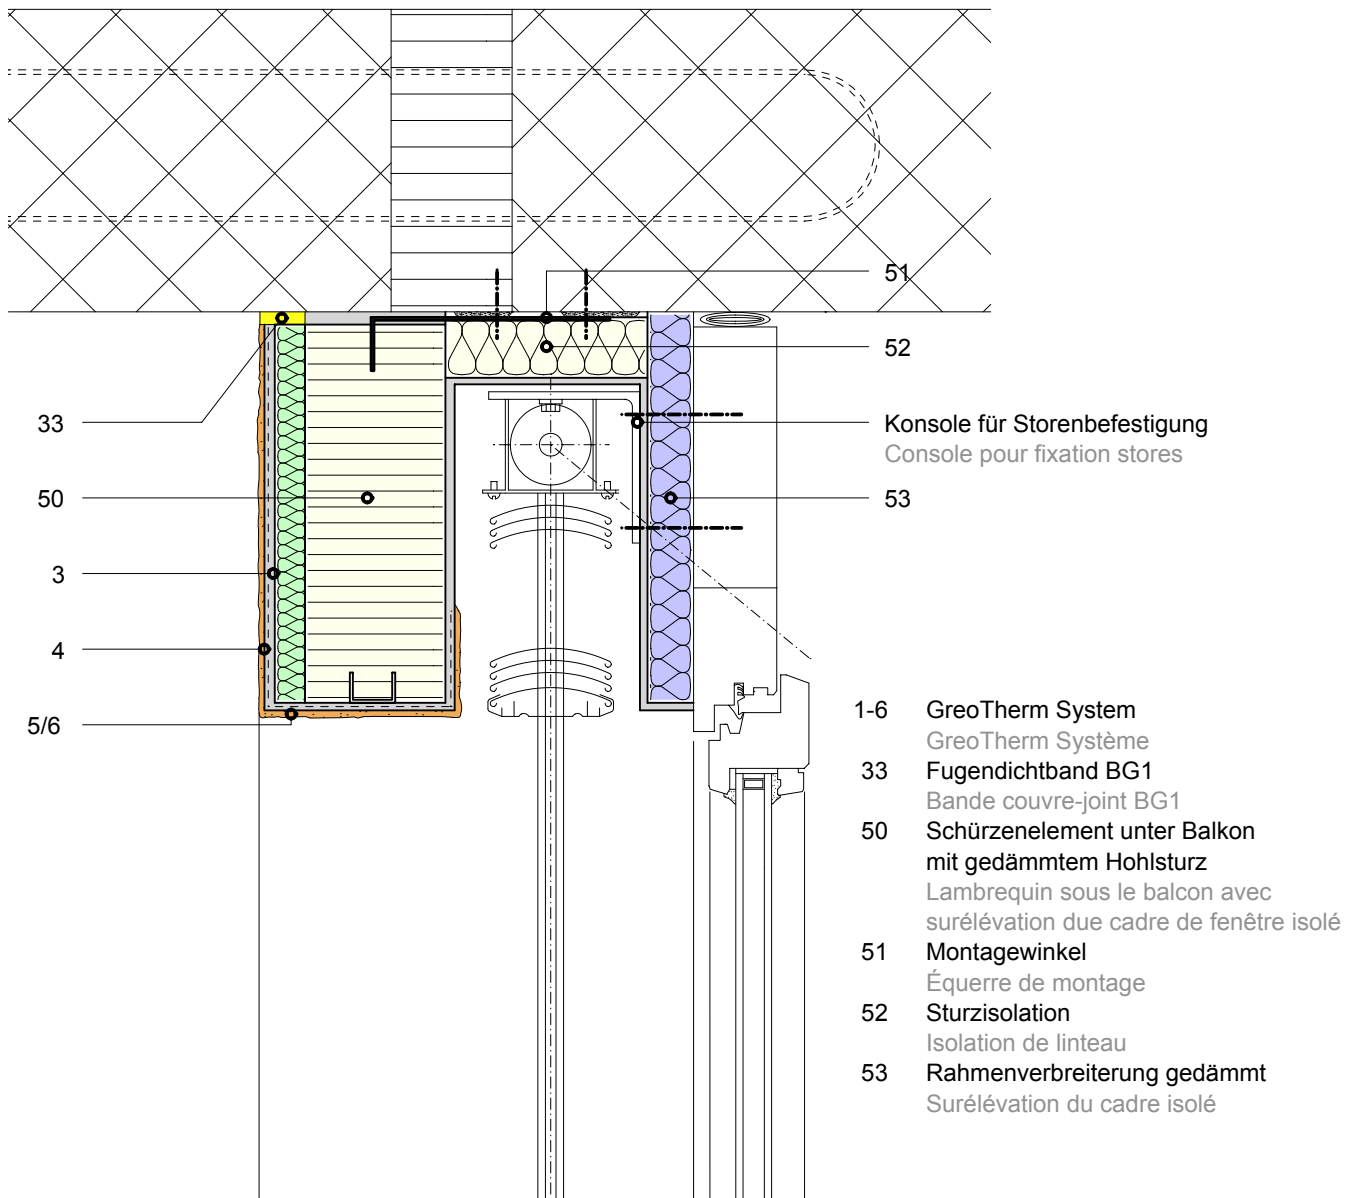 51
52
33
Konsole für Storenbefestigung
Console pour fixation stores
50
53
3
4
5/6
1-6 GreoTherm System
GreoTherm Système
33 Fugendichtband BG1
Bande couvre-joint BG1
50 Schürzenelement unter Balkon
mit gedämmtem Hohlsturz
Lambrequin sous le balcon avec
surélévation due cadre de fenêtre isolé
51 Montagewinkel
Équerre de montage
52 Sturzisolation
Isolation de linteau
53 Rahmenverbreiterung gedämmt
Surélévation du cadre isolé